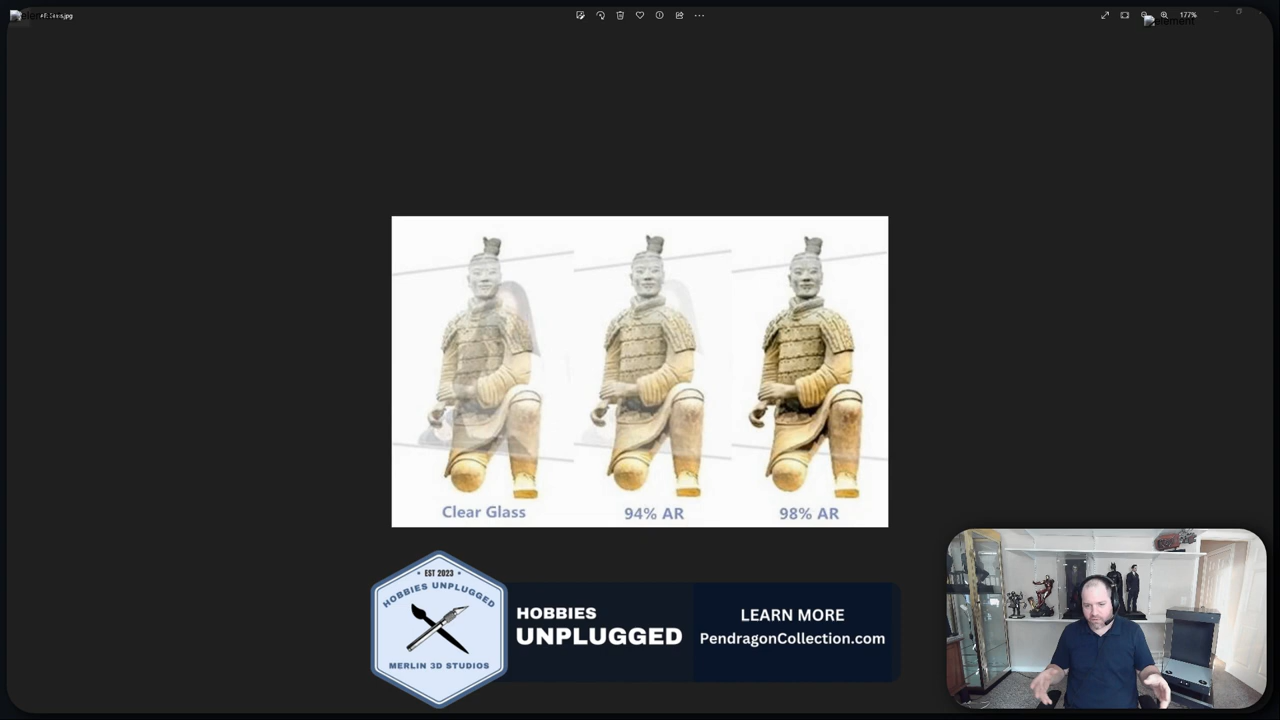 177%
Clear Glass
94% AR
98% AR
EST 2023
HOBBIES UNPLUGGED
MERLIN 3D STUDIOS
HOBBIES
UNPLUGGED
LEARN MORE
PendragonCollection.com